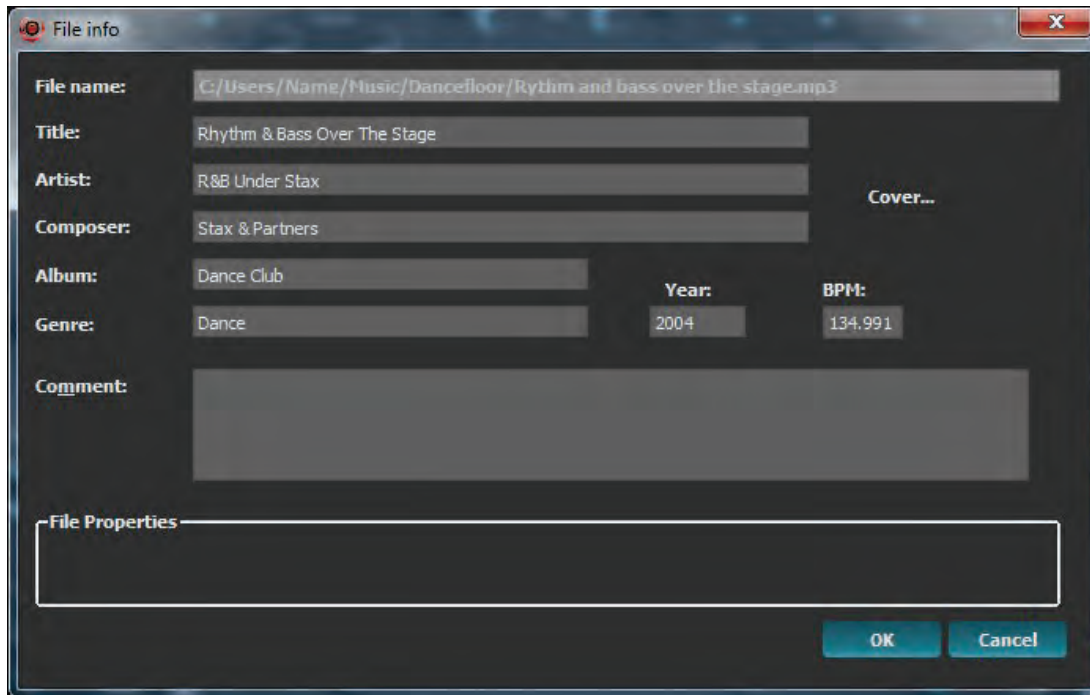 File info
File name: C:/Users/Name/Music/Dancefloor/Rythm and bass over the stage.mp3
Title: Rhythm & Bass Over The Stage
Artist: R&B Under Stax
Cover...
Composer: Stax & Partners
Album: Dance Club
Year: BPM:
Genre: Dance 2004 134.991
Comment:
File Properties
OK Cancel